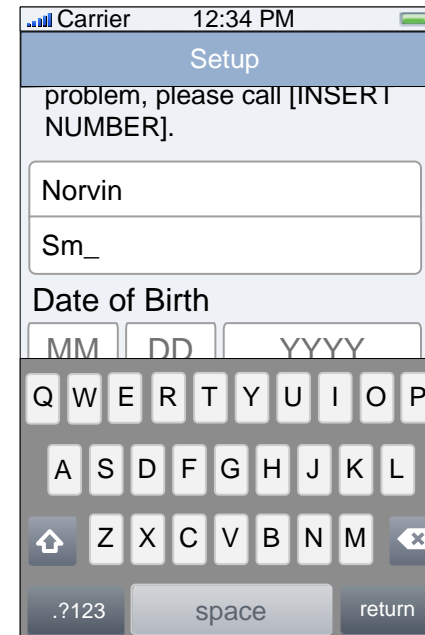 Carrier 12:34 PM
Setup
problem, please call [INSERT
NUMBER].
Norvin
Sm_
Date of Birth
MM DD YYYY
Q W E R T Y U I O P
A S D F G H J K L
Z X C V B N M
.?123 space return